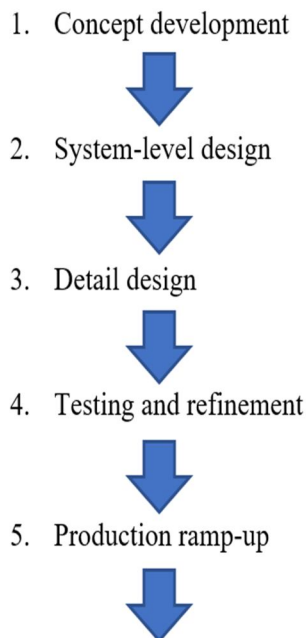 1. Concept development
2. System-level design
3. Detail design
4. Testing and refinement
5. Production ramp-up